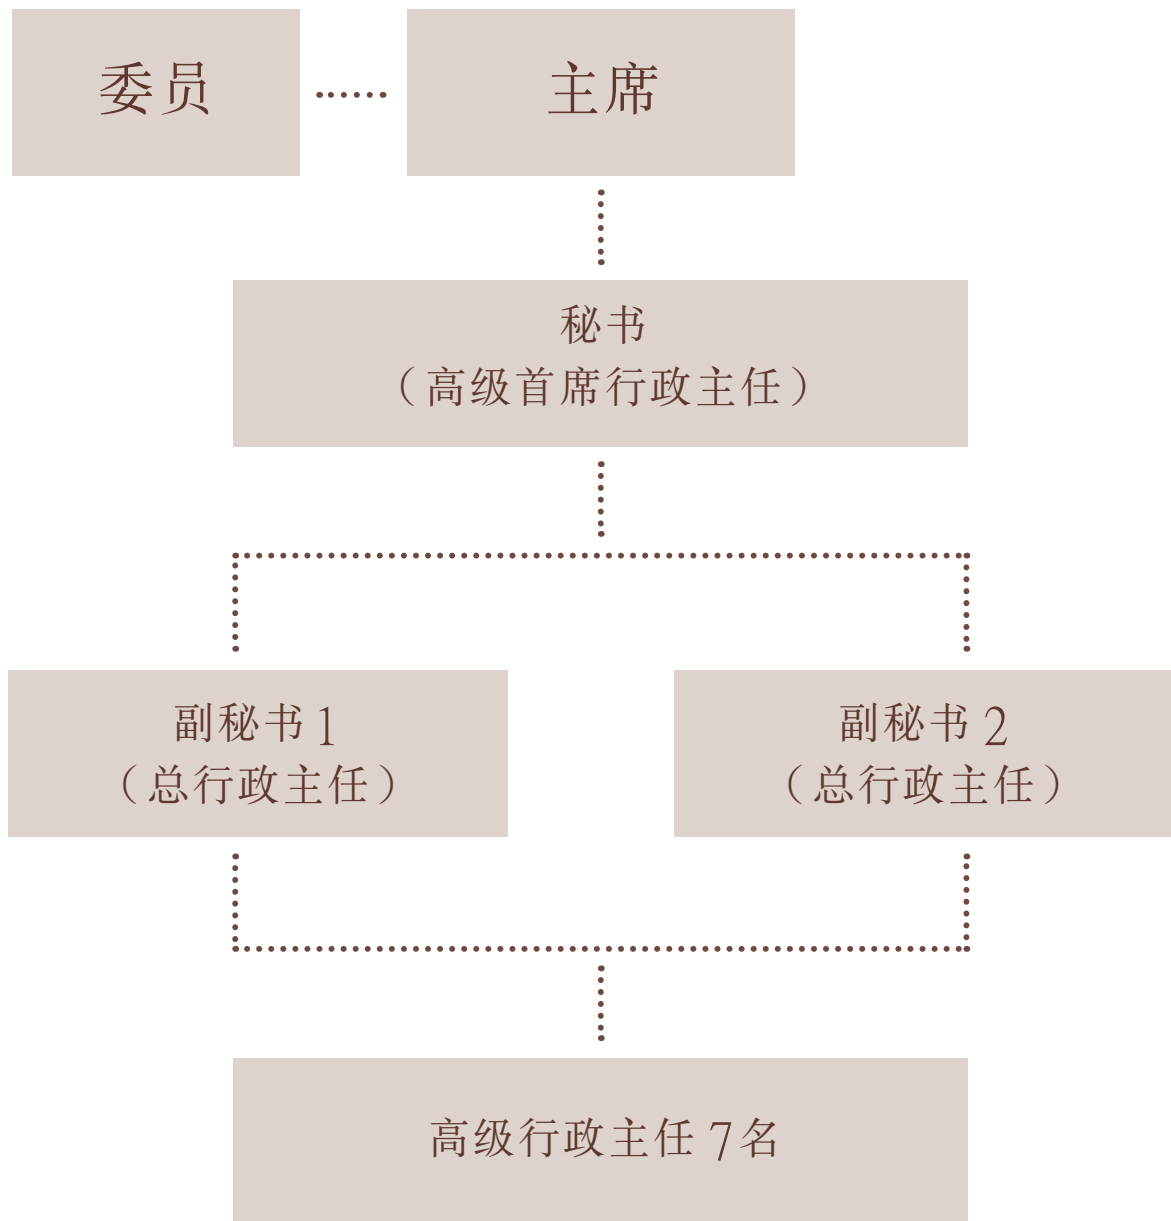 委员
主席
秘书
（高级首席行政主任）
副秘书 1
（总行政主任）
副秘书 2
（总行政主任）
高级行政主任 7名